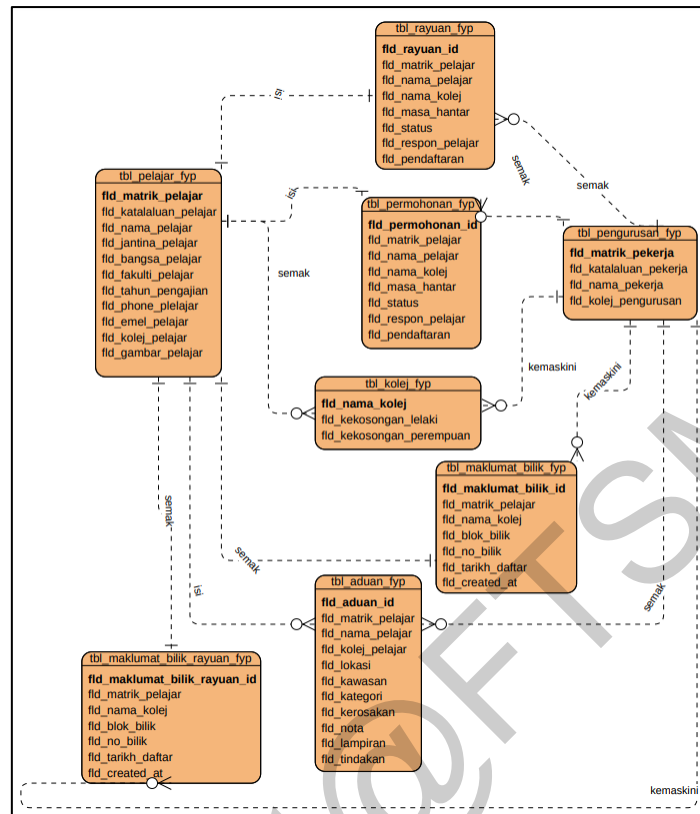 tbl_rayuan_fyp
fld_rayuan_id
fld_matrik_pelajar
fld_nama_pelajar
fld_nama_kolej
fld_masa_hantar
fld_status
fld_respon_pelajar
fld_pendaftaran
isi
semak
semak
tbl_pelajar_fyp
fld_matrik_pelajar
fld_katalaluan_pelajar
fld_nama_pelajar
fld_jantina_pelajar
fld_bangsa_pelajar
fld_fakulti_pelajar
fld_tahun_pengajian
fld_phone_plelajar
fld_emel_pelajar
fld_kolej_pelajar
fld_gambar_pelajar
isi
tbl_permohonan_fyp
fld_permohonan_id
fld_matrik_pelajar
fld_nama_pelajar
fld_nama_kolej
fld_masa_hantar
fld_status
fld_respon_pelajar
fld_pendaftaran
tbl_pengurusan_fyp
fld_matrik_pekerja
fld_katalaluan_pekerja
fld_nama_pekerja
fld_kolej_pengurusan
semak
kemaskini
kemaskini
tbl_kolej_fyp
fld_nama_kolej
fld_kekosongan_lelaki
fld_kekosongan_perempuan
tbl_maklumat_bilik_fyp
fld_maklumat_bilik_id
fld_matrik_pelajar
fld_nama_kolej
fld_blok_bilik
fld_no_bilik
fld_tarikh_daftar
fld_created_at
semak
semak
isi
semak
tbl_aduan_fyp
fld_aduan_id
fld_matrik_pelajar
fld_nama_pelajar
fld_kolej_pelajar
fld_lokasi
fld_kawasan
fld_kategori
fld_kerosakan
fld_nota
fld_lampiran
fld_tindakan
tbl_maklumat_bilik_rayuan_fyp
fld_maklumat_bilik_rayuan_id
fld_matrik_pelajar
fld_nama_kolej
fld_blok_bilik
fld_no_bilik
fld_tarikh_daftar
fld_created_at
kemaskini
@FTSM